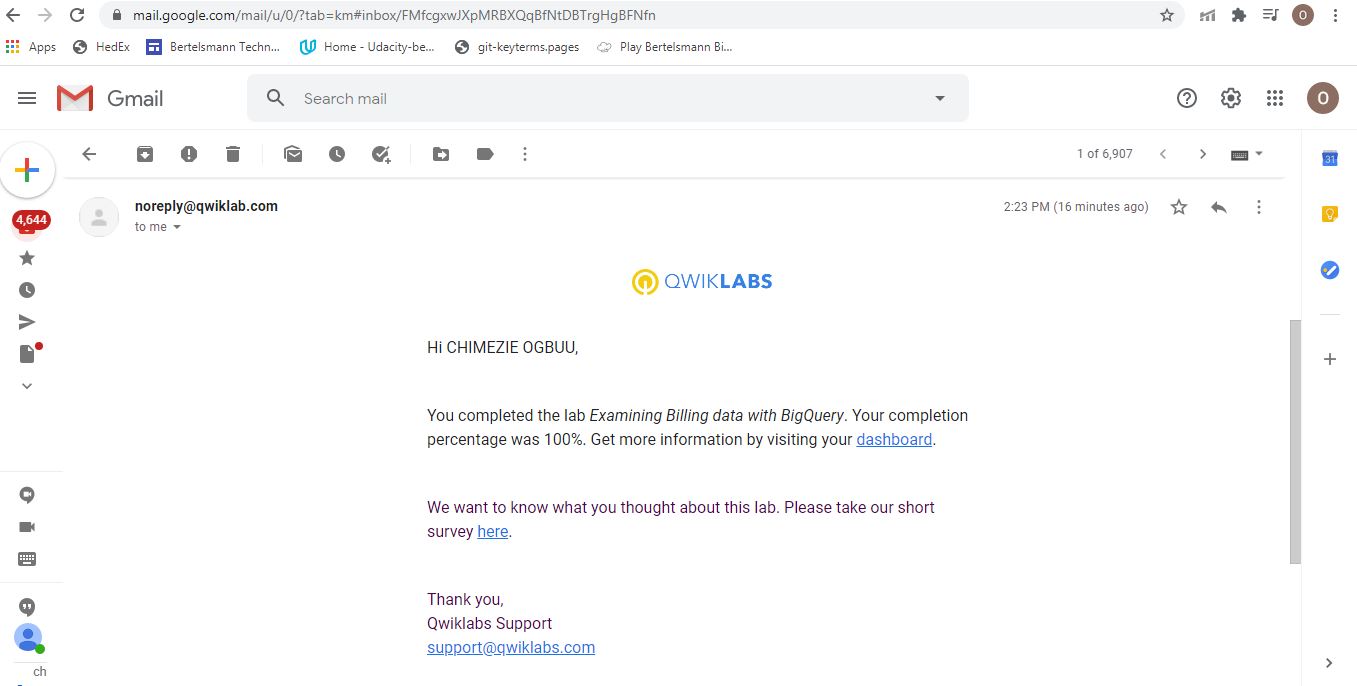 mail.google.com/mail/u/0/?tab=km#inbox/FMfcgxwJXpMRBXQqBfNtDBTrgHgBFNfn
O
Apps HedEx Bertelsmann Techn... Home - Udacity-be... git-keyterms.pages Play Bertelsmann Bi...
Gmail Search mail O
1 of 6,907
31
noreply@qwiklab.com 2:23 PM (16 minutes ago)
to me
4,644
QWIKLABS
Hi CHIMEZIE OGBUU,
You completed the lab Examining Billing data with BigQuery. Your completion
percentage was 100%. Get more information by visiting your dashboard.
We want to know what you thought about this lab. Please take our short
survey here.
Thank you,
Qwiklabs Support
support@qwiklabs.com
ch